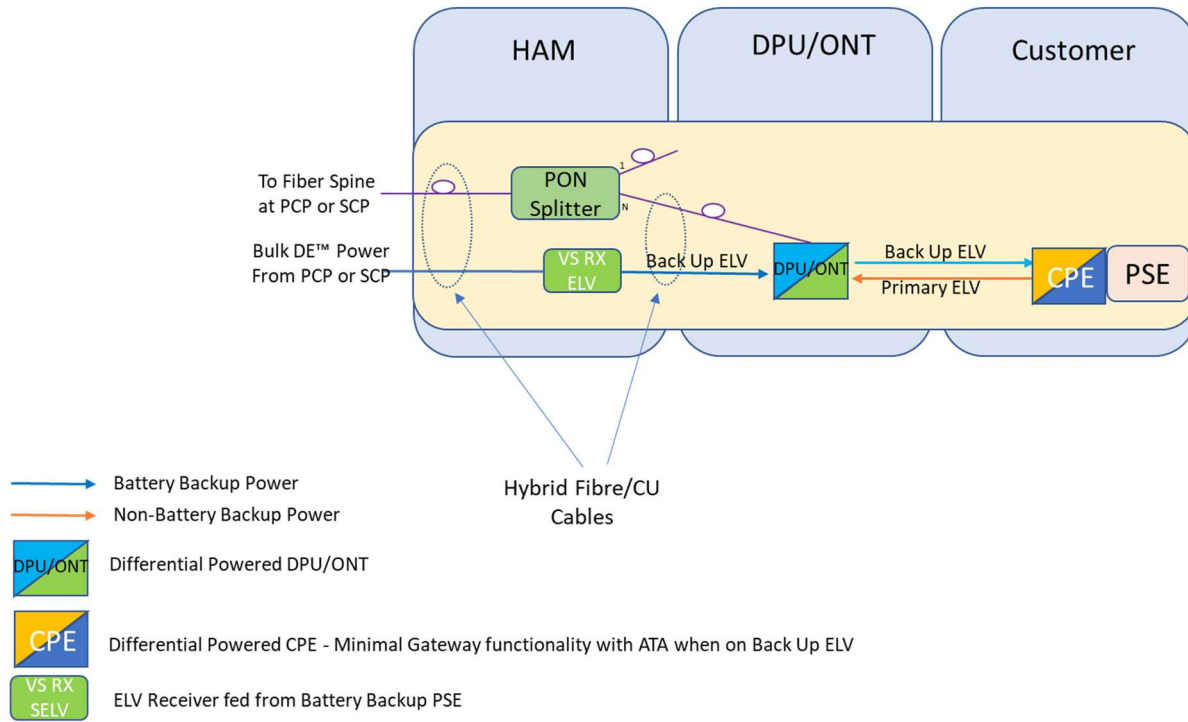 HAM
DPU/ONT
Customer
To Fiber Spine
at PCP or SCP
PON
Splitter
1
N
Bulk DE™ Power
From PCP or SCP
VS RX
ELV
Back Up ELV
DPU/ONT
Back Up ELV
Primary ELV
CPE
PSE
Hybrid Fibre/CU
Cables
Battery Backup Power
Non-Battery Backup Power
DPU/ONT
Differential Powered DPU/ONT
CPE
Differential Powered CPE - Minimal Gateway functionality with ATA when on Back Up ELV
VS RX
SELV
ELV Receiver fed from Battery Backup PSE